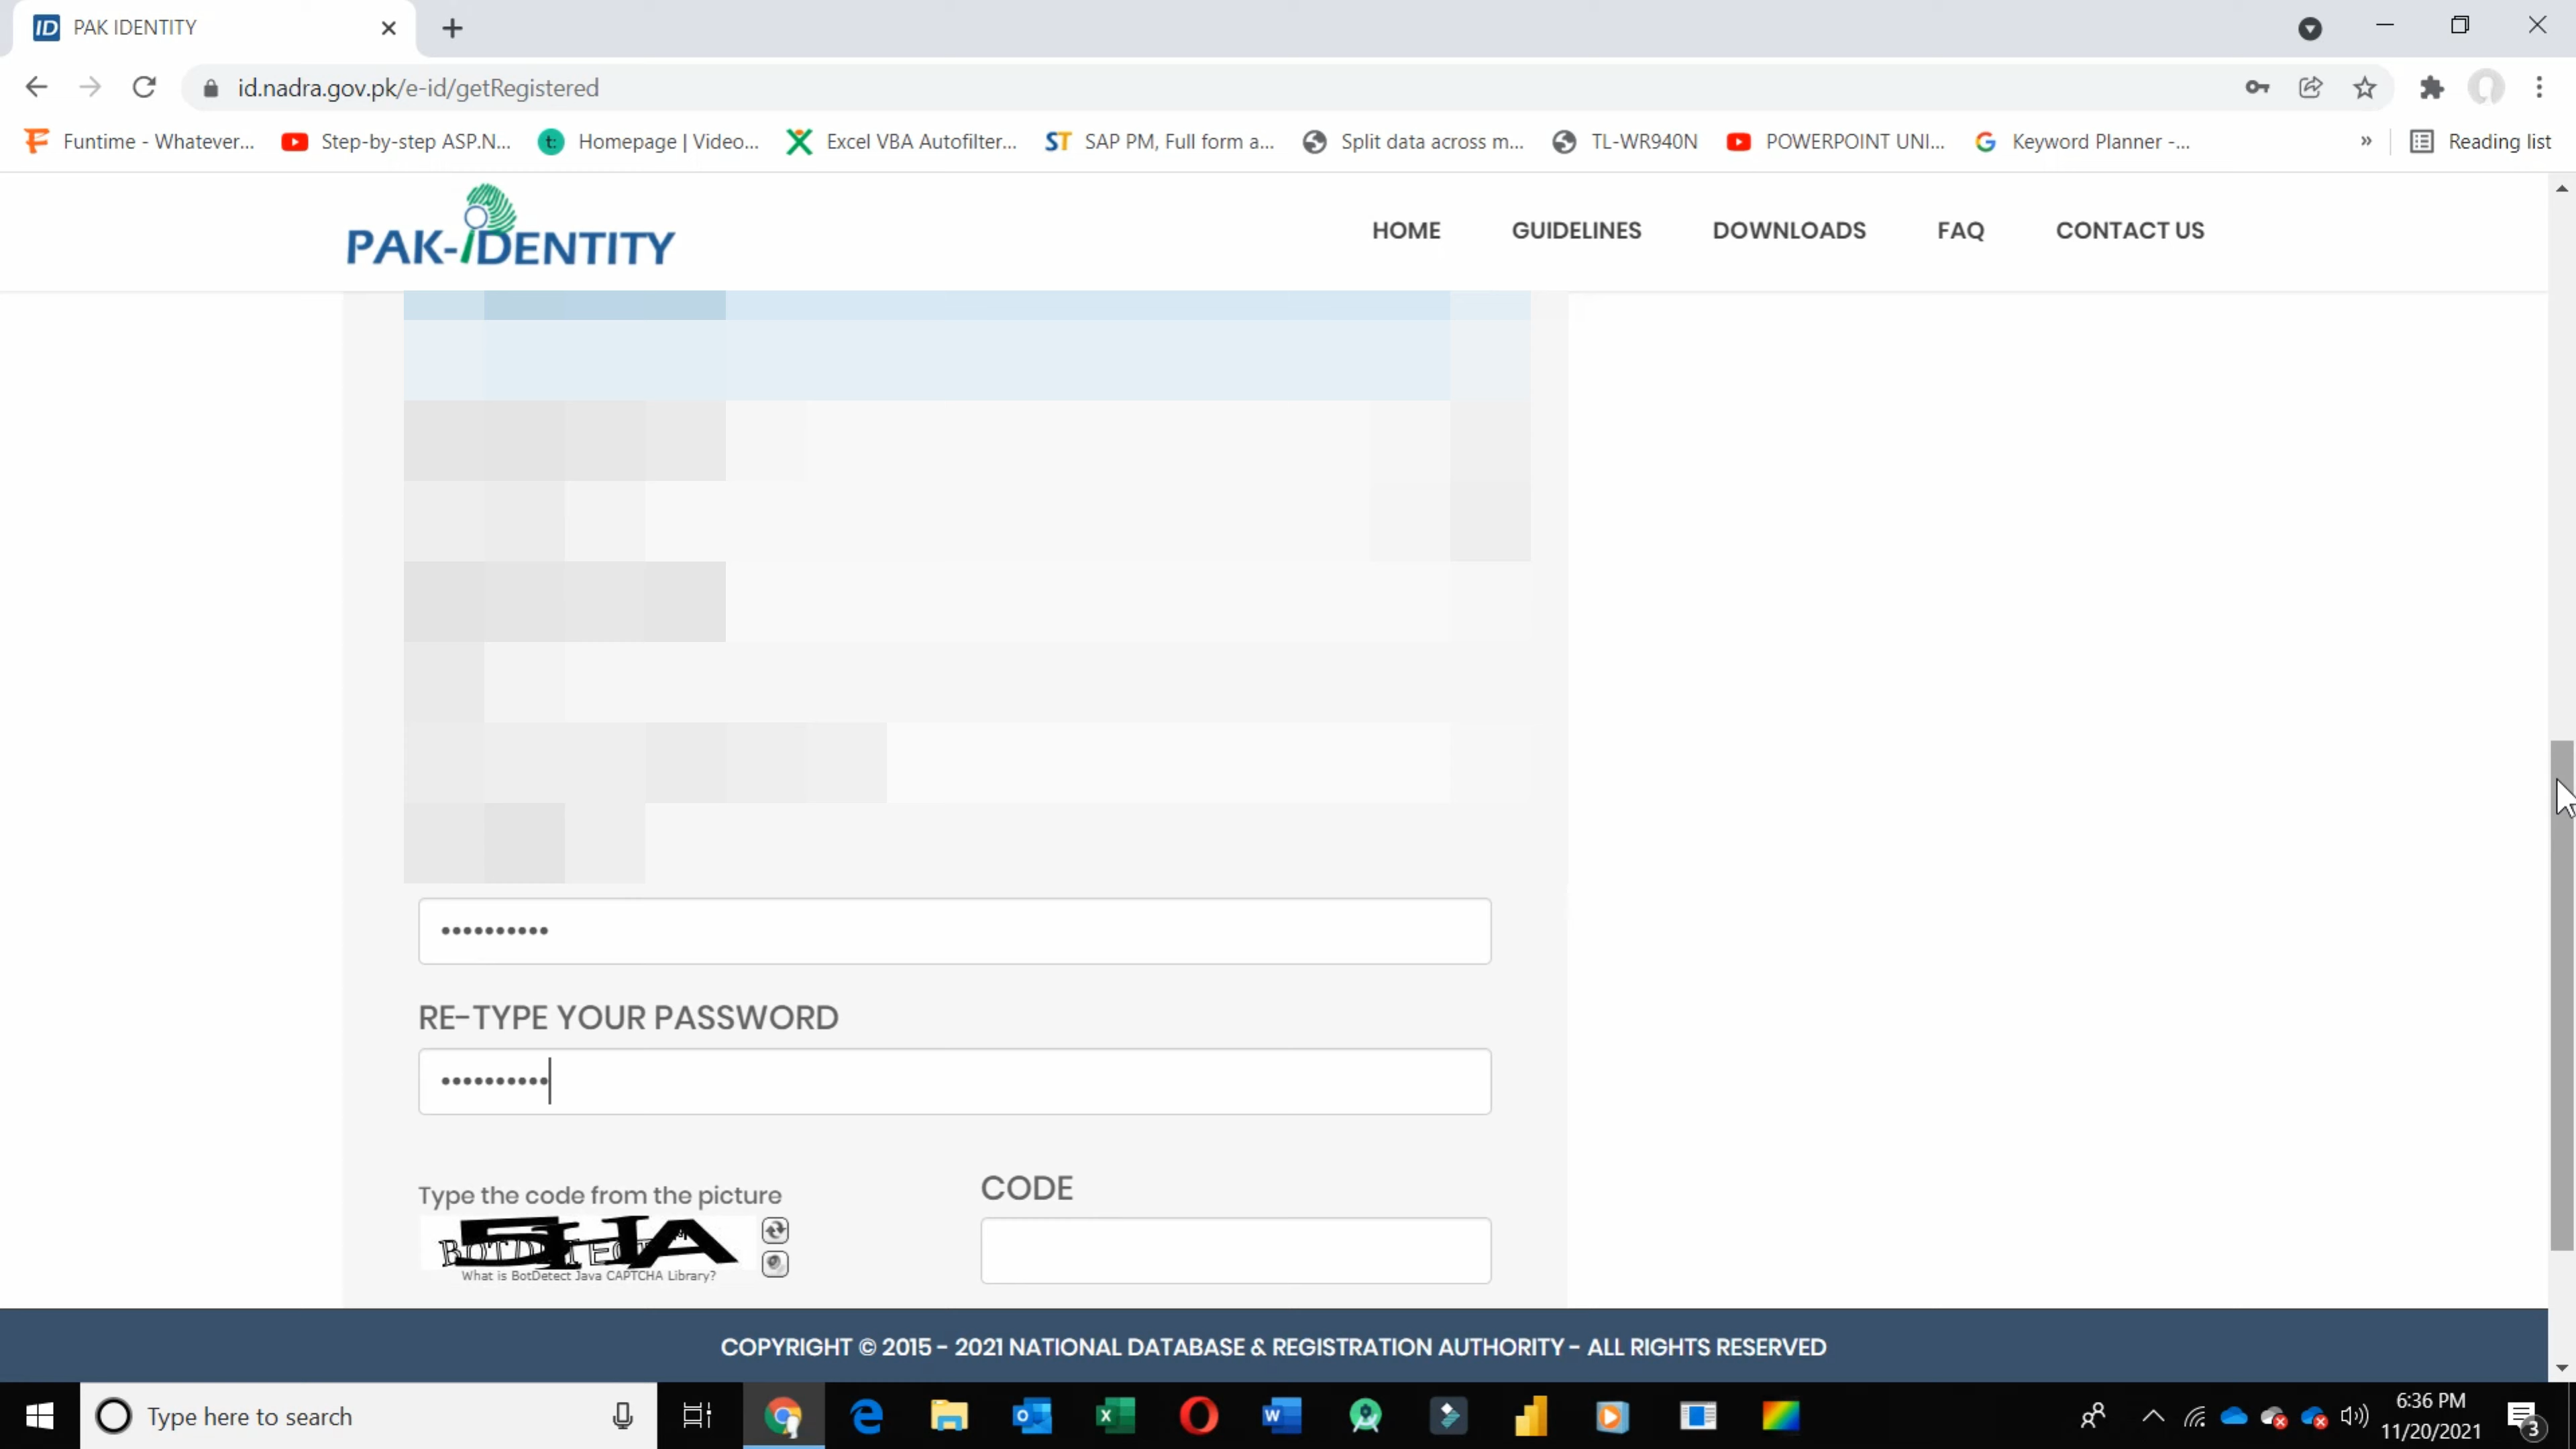 PAK IDENTITY
id.nadra.gov.pk/e-id/getRegistered
Funtime - Whatever...
Step-by-step ASP.N...
Homepage | Video...
Excel VBA Autofilter...
SAP PM, Full form a...
Split data across m...
TL-WR940N
POWERPOINT UNI...
Keyword Planner -...
»
Reading list
PAK-iDENTITY
HOME
GUIDELINES
DOWNLOADS
FAQ
CONTACT US
••••••••••
RE-TYPE YOUR PASSWORD
••••••••••
Type the code from the picture
CODE
What is BotDetect Java CAPTCHA Library?
COPYRIGHT © 2015 - 2021 NATIONAL DATABASE & REGISTRATION AUTHORITY - ALL RIGHTS RESERVED
Type here to search
6:36 PM
11/20/2021
3